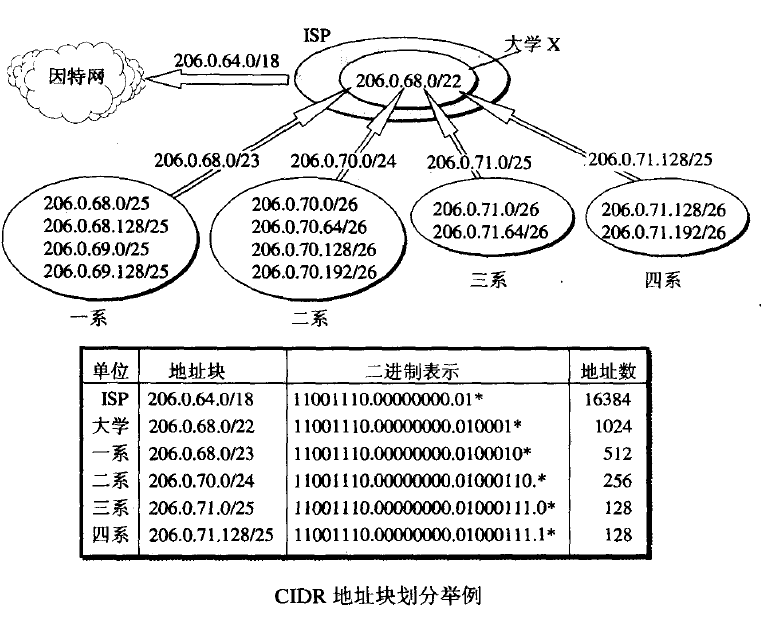 ISP
大学 X
206.0.64.0/18
因特网
206.0.68.0/22
206.0.68.0/23
206.0.70.0/24
206.0.71.0/25
206.0.71.128/25
206.0.68.0/25
206.0.68.128/25
206.0.69.0/25
206.0.69.128/25
一系
206.0.70.0/26
206.0.70.64/26
206.0.70.128/26
206.0.70.192/26
二系
206.0.71.0/26
206.0.71.64/26
三系
206.0.71.128/26
206.0.71.192/26
四系
单位 地址块 二进制表示 地址数
ISP 206.0.64.0/18 11001110.00000000.01* 16384
大学 206.0.68.0/22 11001110.00000000.010001* 1024
一系 206.0.68.0/23 11001110.00000000.0100010* 512
二系 206.0.70.0/24 11001110.00000000.01000110.* 256
三系 206.0.71.0/25 11001110.00000000.01000111.0* 128
四系 206.0.71.128/25 11001110.00000000.01000111.1* 128
CIDR 地址块划分举例